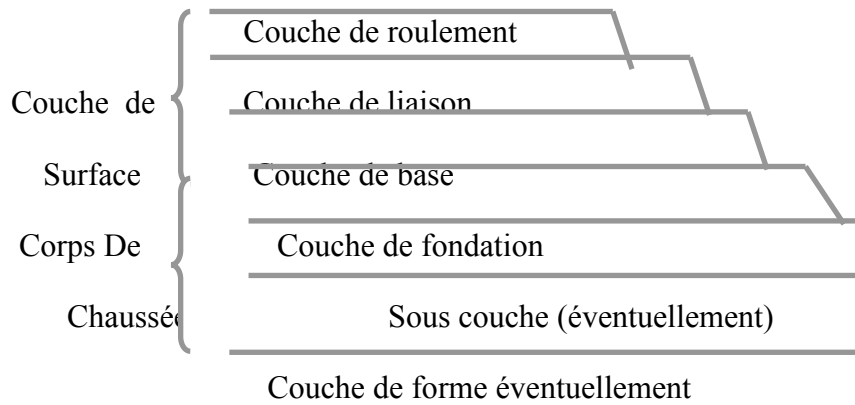 Couche de roulement
Couche de
Couche de liaison
Surface
Couche de base
Corps De
Couche de fondation
Chaussée
Sous couche (éventuellement)
Couche de forme éventuellement